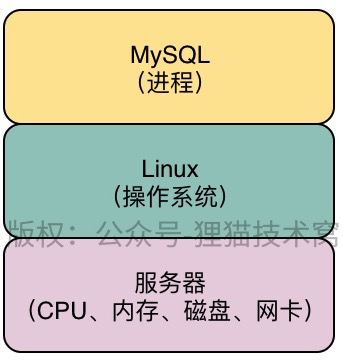 MySQL
（进程）
Linux
（操作系统）
版权：公众号-狸猫技术窝
服务器
（CPU、内存、磁盘、网卡）